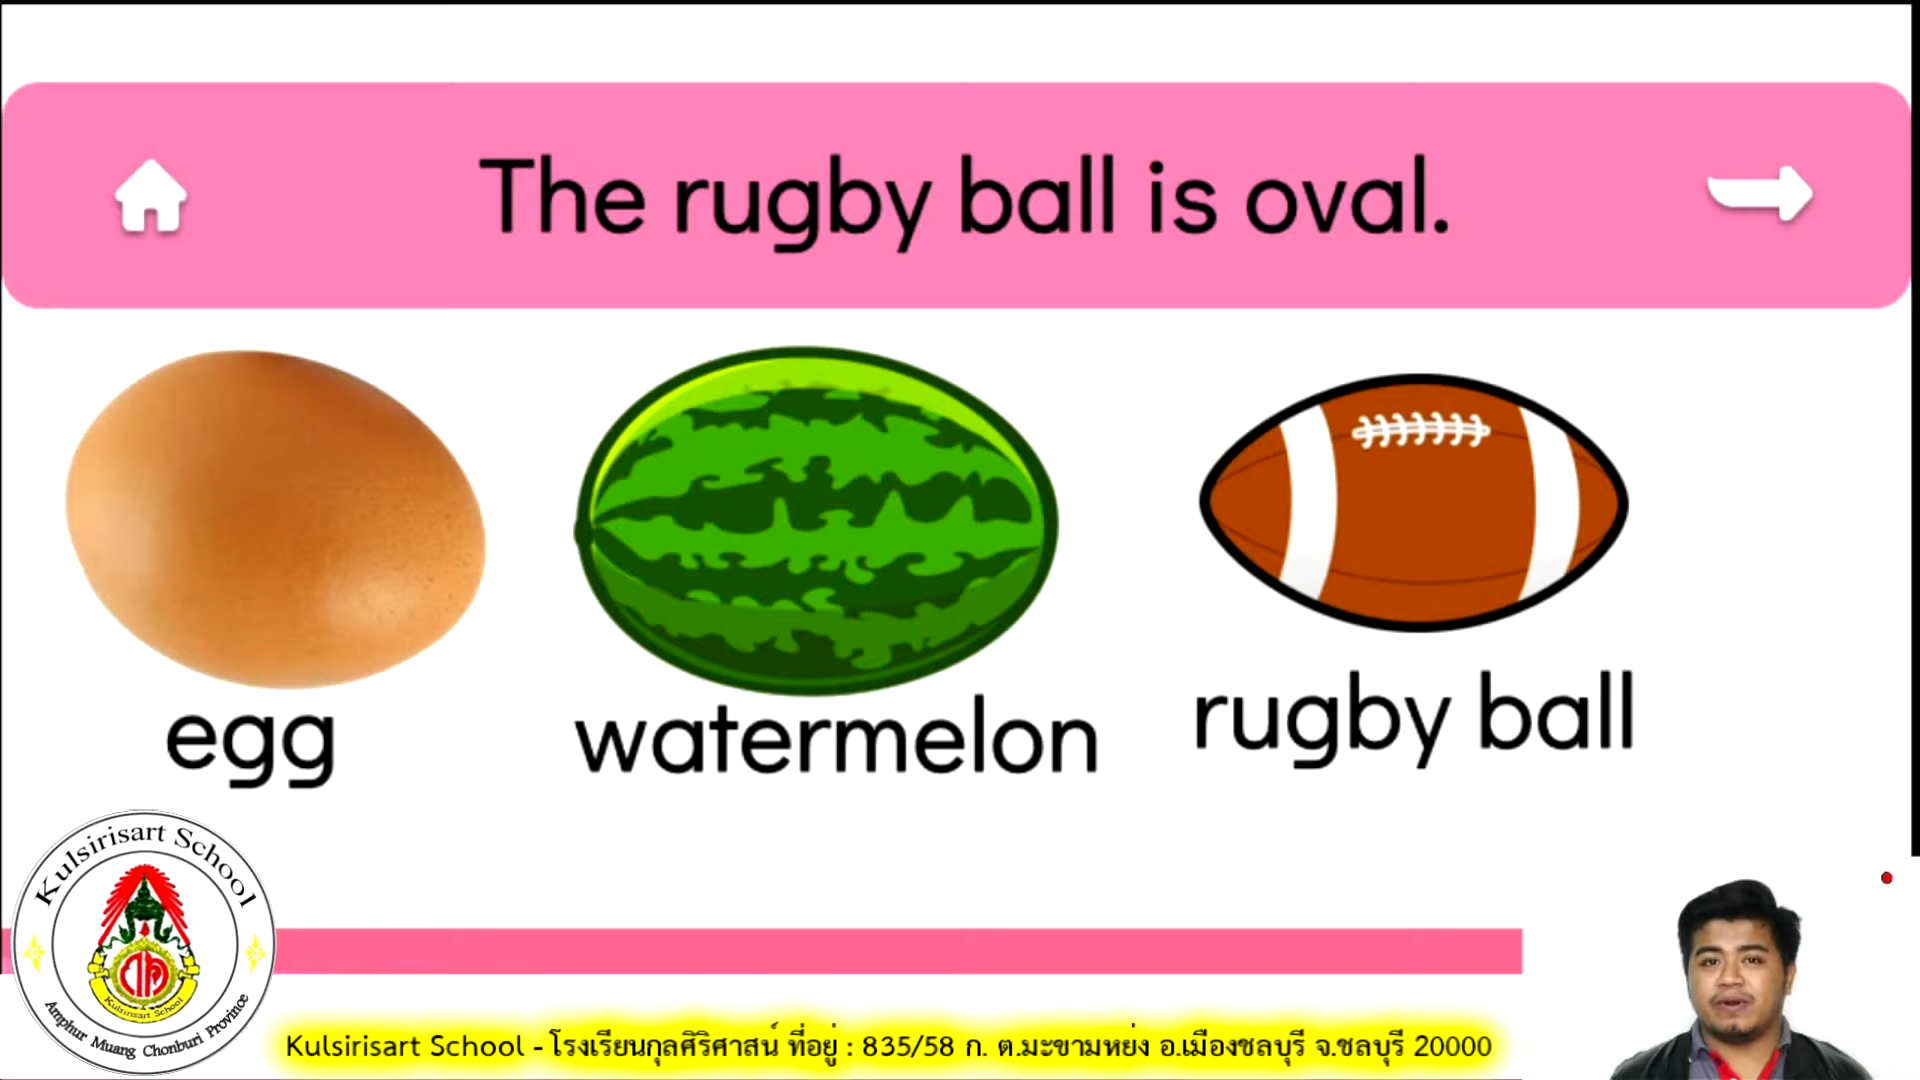 The rugby ball is oval.
egg
watermelon
rugby ball
Kulsirisart School
Kulsirisart School
Amphur Muang Chonburi Province
Kulsirisart School - โรงเรียนกุลศิริศาสน์ ที่อยู่ : 835/58 ก. ต.มะขามหย่ง อ.เมืองชลบุรี จ.ชลบุรี 20000